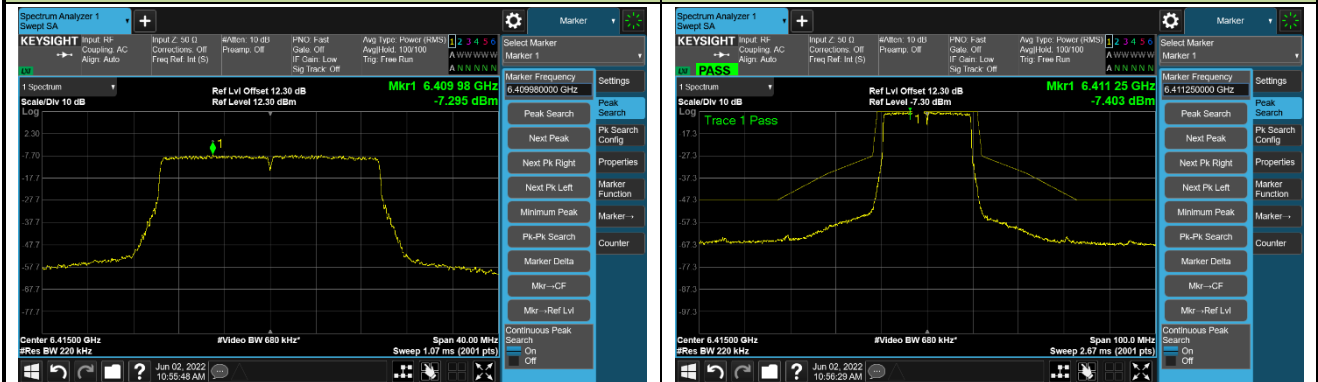 Spectrum Analyzer 1
Swept SA
Marker
KEYSIGHT
Input: RF
Coupling: AC
Align: Auto
Input Z: 50 Ω
Corrections: Off
Freq Ref: Int (S)
#Atten: 10 dB
Preamp: Off
PNO: Fast
Gate: Off
IF Gain: Low
Sig Track: Off
Avg Type: Power (RMS)
Avg|Hold: 100/100
Trig: Free Run
1 2 3 4 5 6
A W W W W W
A N N N N N
Select Marker
Marker 1
1 Spectrum
Scale/Div 10 dB
Log
Ref Lvl Offset 12.30 dB
Ref Level 12.30 dBm
Mkr1 6.409 98 GHz
-7.295 dBm
Marker Frequency
6.409980000 GHz
Settings
Peak Search
Peak
Search
Next Peak
Pk Search
Config
Next Pk Right
Properties
Next Pk Left
Marker
Function
Minimum Peak
Marker→
Pk-Pk Search
Counter
Marker Delta
Mkr→CF
Mkr→Ref Lvl
Continuous Peak
Search
On
Off
1
2.30
-7.70
-17.7
-27.7
-37.7
-47.7
-57.7
-67.7
-77.7
Center 6.41500 GHz
#Res BW 220 kHz
#Video BW 680 kHz*
Span 40.00 MHz
Sweep 1.07 ms (2001 pts)
Jun 02, 2022
10:55:48 AM
Spectrum Analyzer 1
Swept SA
Marker
KEYSIGHT
Input: RF
Coupling: AC
Align: Auto
Input Z: 50 Ω
Corrections: Off
Freq Ref: Int (S)
#Atten: 10 dB
Preamp: Off
PNO: Fast
Gate: Off
IF Gain: Low
Sig Track: Off
Avg Type: Power (RMS)
Avg|Hold: 100/100
Trig: Free Run
1 2 3 4 5 6
A W W W W W
A N N N N N
PASS
Select Marker
Marker 1
1 Spectrum
Scale/Div 10 dB
Log
Ref Lvl Offset 12.30 dB
Ref Level -7.30 dBm
Mkr1 6.411 25 GHz
-7.403 dBm
Trace 1 Pass
Marker Frequency
6.411250000 GHz
Settings
Peak Search
Peak
Search
Next Peak
Pk Search
Config
Next Pk Right
Properties
Next Pk Left
Marker
Function
Minimum Peak
Marker→
Pk-Pk Search
Counter
Marker Delta
Mkr→CF
Mkr→Ref Lvl
Continuous Peak
Search
On
Off
1
-17.3
-27.3
-37.3
-47.3
-57.3
-67.3
-77.3
-87.3
-97.3
Center 6.41500 GHz
#Res BW 220 kHz
#Video BW 680 kHz*
Span 100.0 MHz
Sweep 2.67 ms (2001 pts)
Jun 02, 2022
10:56:29 AM